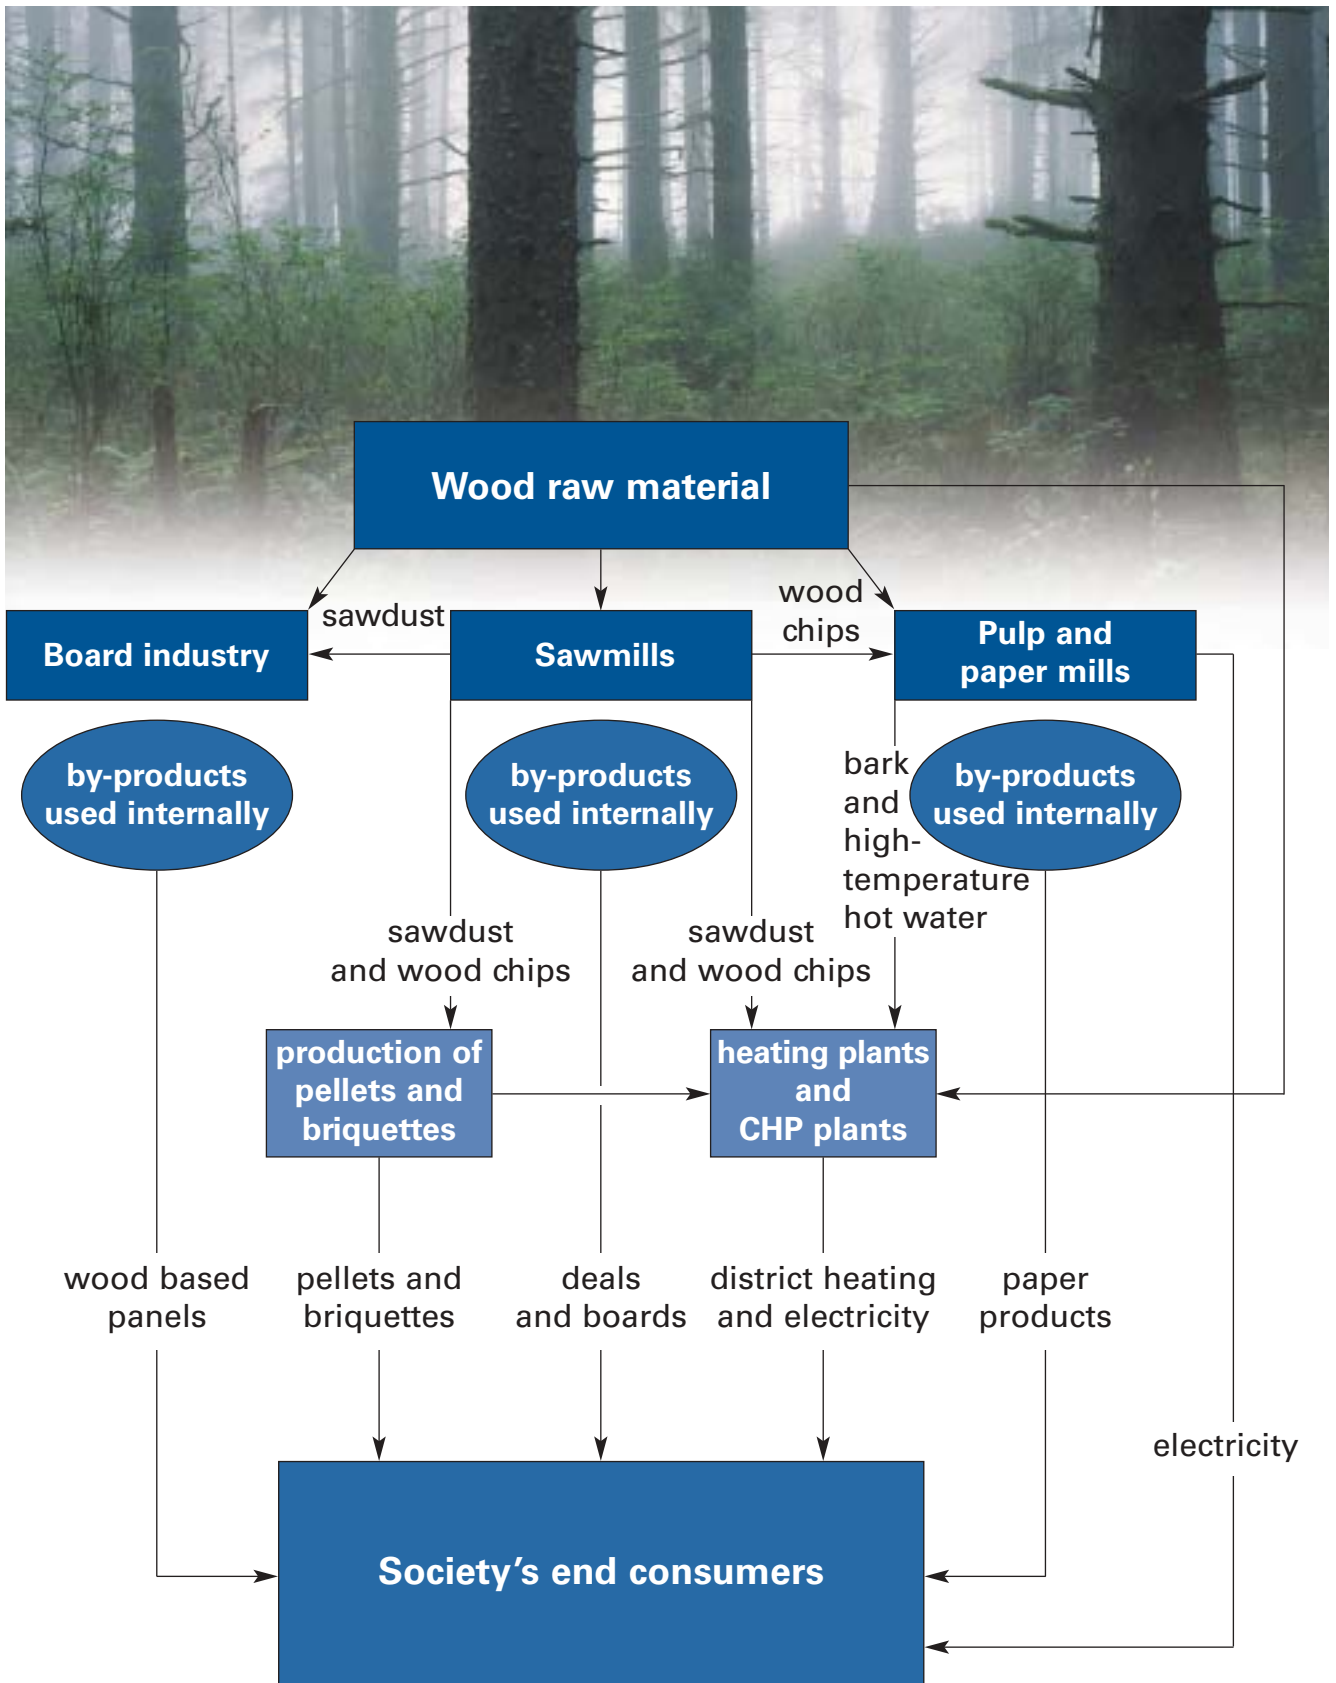 Wood raw material
sawdust
wood
chips
Board industry
Sawmills
Pulp and
paper mills
by-products
used internally
by-products
used internally
bark
and
high-
temperature
hot water
by-products
used internally
sawdust
and wood chips
sawdust
and wood chips
production of
pellets and
briquettes
heating plants
and
CHP plants
wood based
panels
pellets and
briquettes
deals
and boards
district heating
and electricity
paper
products
electricity
Society’s end consumers